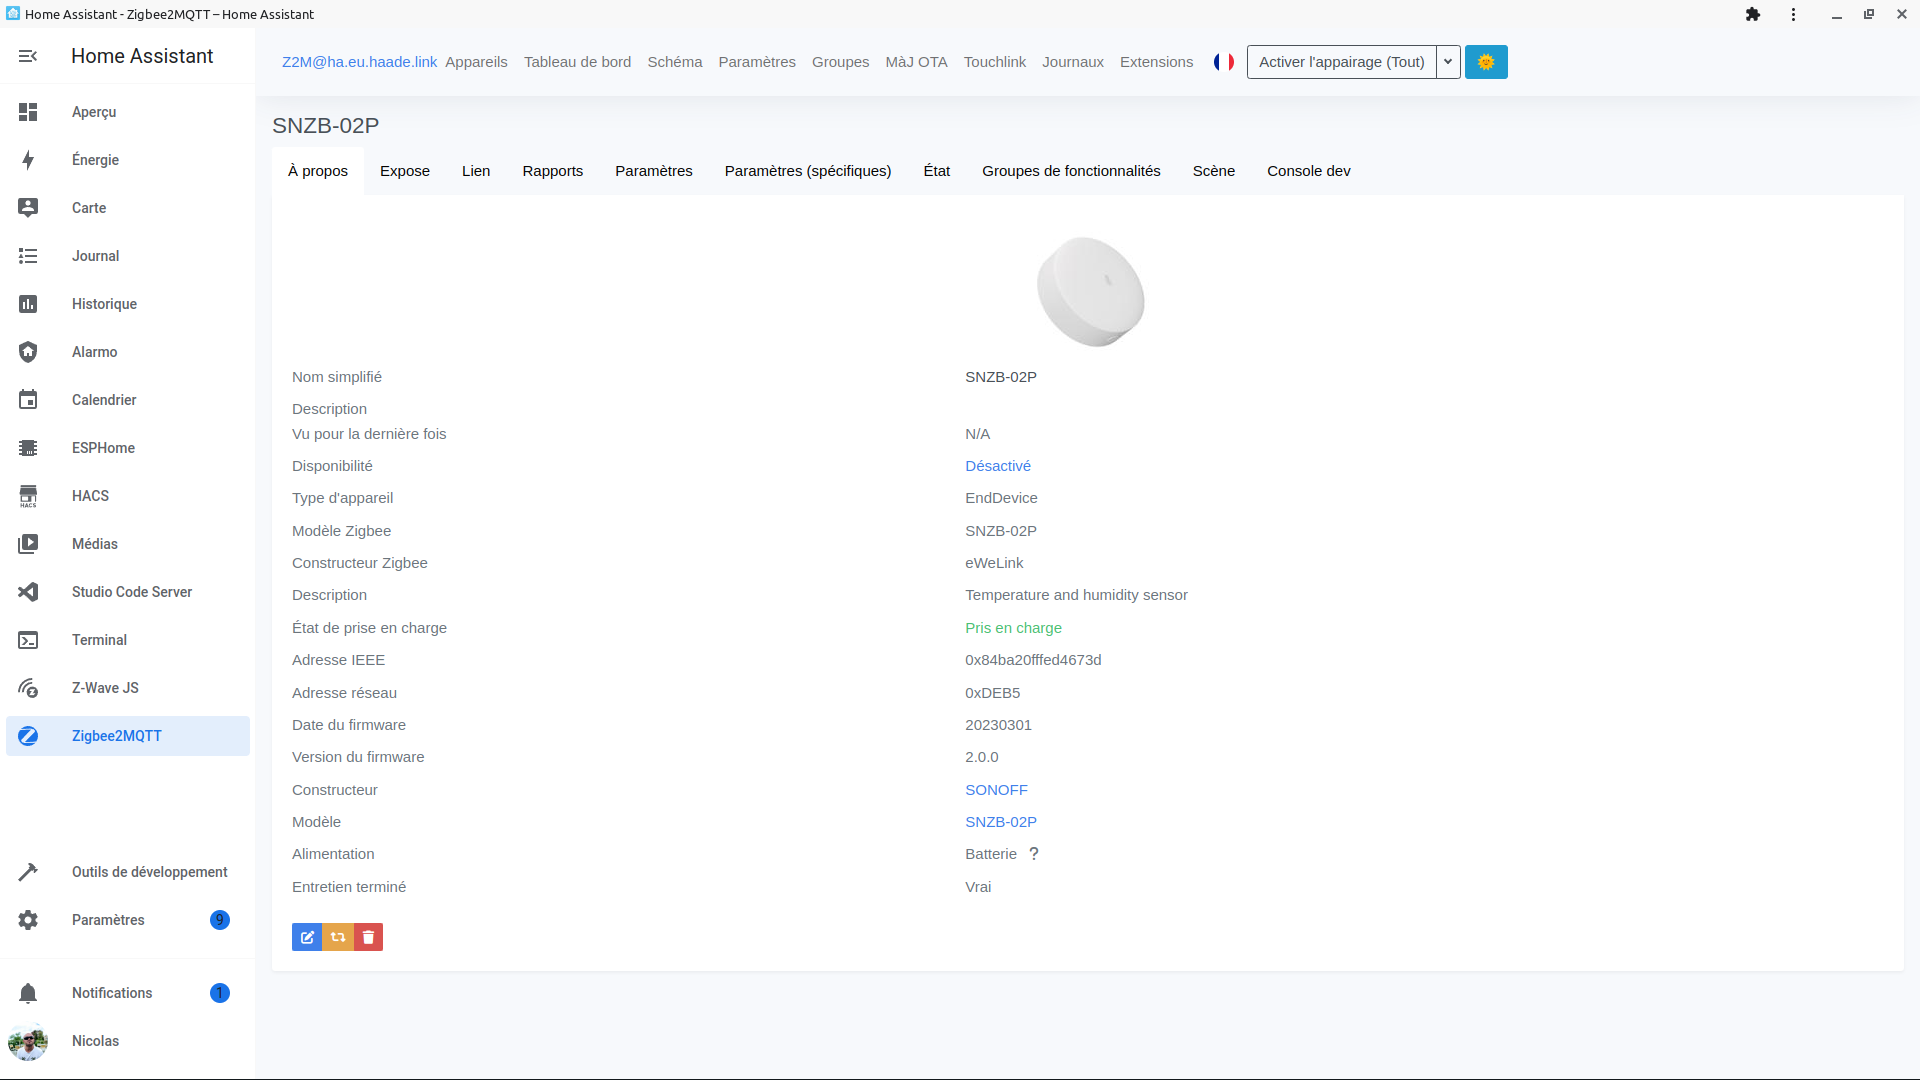 Home Assistant - Zigbee2MQTT – Home Assistant
Home Assistant
Aperçu
Énergie
Carte
Journal
Historique
Alarmo
Calendrier
ESPHome
HACS
HACS
Médias
Studio Code Server
Terminal
Z-Wave JS
Zigbee2MQTT
Outils de développement
Paramètres 9
Notifications 1
Nicolas
Z2M@ha.eu.haade.link Appareils Tableau de bord Schéma Paramètres Groupes MàJ OTA Touchlink Journaux Extensions Activer l'appairage (Tout)
SNZB-02P
À propos Expose Lien Rapports Paramètres Paramètres (spécifiques) État Groupes de fonctionnalités Scène Console dev
Nom simplifié SNZB-02P
Description
Vu pour la dernière fois N/A
Disponibilité Désactivé
Type d'appareil EndDevice
Modèle Zigbee SNZB-02P
Constructeur Zigbee eWeLink
Description Temperature and humidity sensor
État de prise en charge Pris en charge
Adresse IEEE 0x84ba20fffed4673d
Adresse réseau 0xDEB5
Date du firmware 20230301
Version du firmware 2.0.0
Constructeur SONOFF
Modèle SNZB-02P
Alimentation Batterie ?
Entretien terminé Vrai